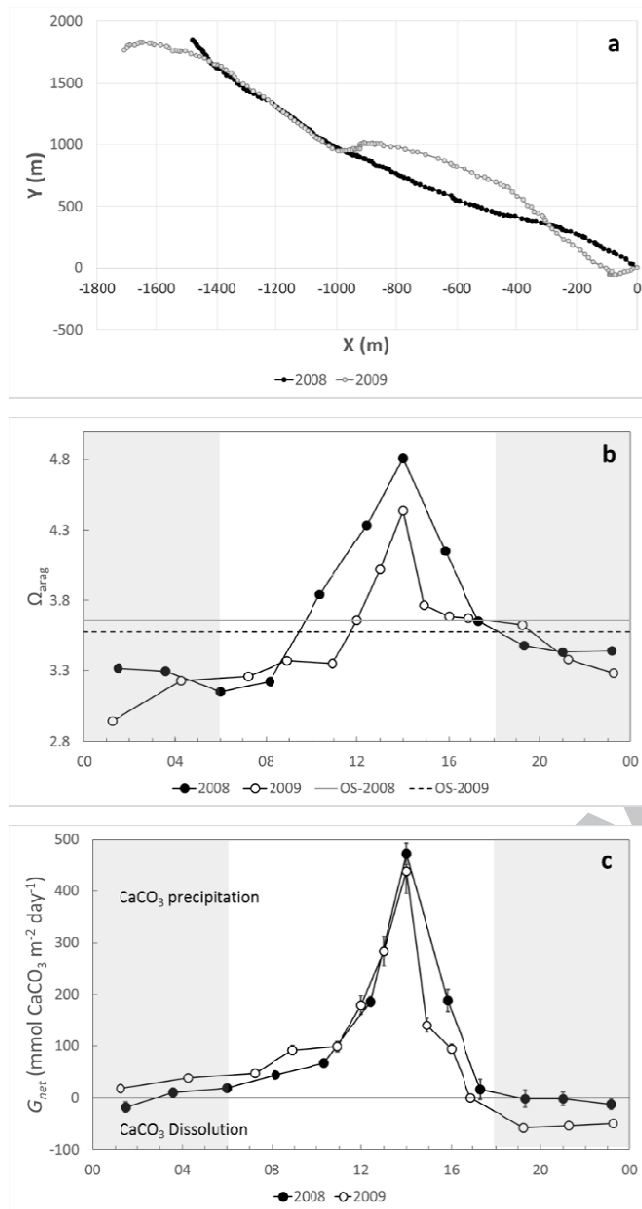 a
2000
1500
1000
500
0
-500
-1800 -1600 -1400 -1200 -1000 -800 -600 -400 -200 0
Y (m)
X (m)
2008 2009
b
4.8
4.3
3.8
3.3
2.8
Ωarag
00 04 08 12 16 20 00
2008 2009 OS-2008 OS-2009
c
500
400
300
200
100
0
-100
Gnet (mmol CaCO3 m-2 day-1)
CaCO3 precipitation
CaCO3 Dissolution
00 04 08 12 16 20 00
2008 2009